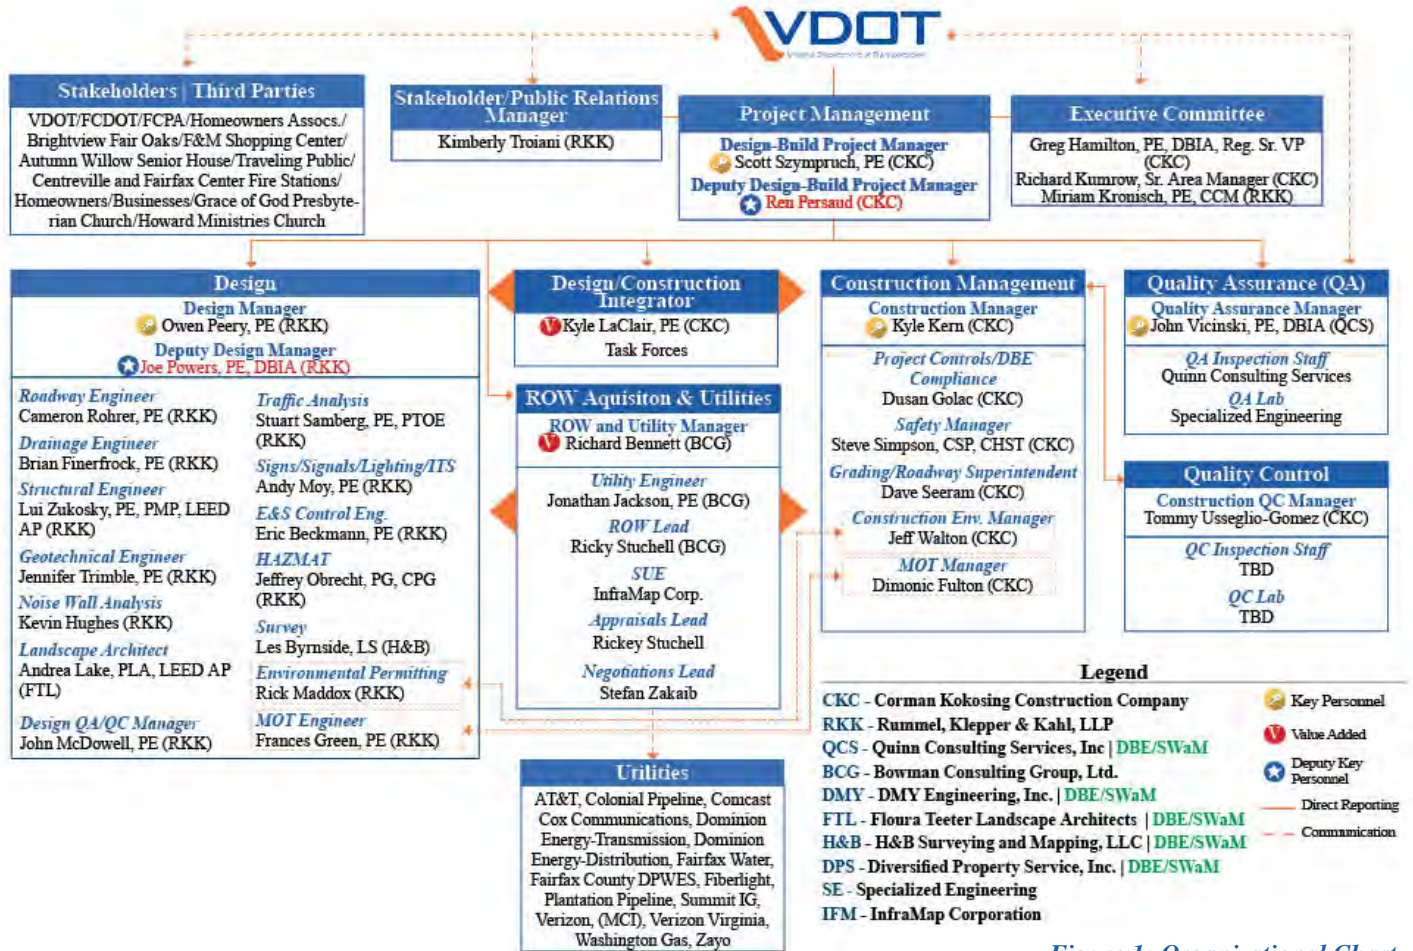 VDOT
Virginia Department of Transportation
Stakeholders | Third Parties
VDOT/FCDOT/FCPA/Homeowners Assocs./
Brightview Fair Oaks/F&M Shopping Center/
Autumn Willow Senior House/Traveling Public/
Centreville and Fairfax Center Fire Stations/
Homeowners/Businesses/Grace of God Presbyte-
rian Church/Howard Ministries Church
Stakeholder/Public Relations
Manager
Kimberly Troiani (RKK)
Project Management
Design-Build Project Manager
Scott Szympruch, PE (CKC)
Deputy Design-Build Project Manager
Ren Persaud (CKC)
Executive Committee
Greg Hamilton, PE, DBIA, Reg. Sr. VP
(CKC)
Richard Kumrow, Sr. Area Manager (CKC)
Miriam Kronisch, PE, CCM (RKK)
Design
Design Manager
Owen Peery, PE (RKK)
Deputy Design Manager
Joe Powers, PE, DBIA (RKK)
Roadway Engineer
Cameron Rohrer, PE (RKK)
Drainage Engineer
Brian Finerfrock, PE (RKK)
Structural Engineer
Lui Zukosky, PE, PMP, LEED
AP (RKK)
Geotechnical Engineer
Jennifer Trimble, PE (RKK)
Noise Wall Analysis
Kevin Hughes (RKK)
Landscape Architect
Andrea Lake, PLA, LEED AP
(FTL)
Design QA/QC Manager
John McDowell, PE (RKK)
Traffic Analysis
Stuart Samberg, PE, PTOE
(RKK)
Signs/Signals/Lighting/ITS
Andy Moy, PE (RKK)
E&S Control Eng.
Eric Beckmann, PE (RKK)
HAZMAT
Jeffrey Obrecht, PG, CPG
(RKK)
Survey
Les Byrnside, LS (H&B)
Environmental Permitting
Rick Maddox (RKK)
MOT Engineer
Frances Green, PE (RKK)
Design/Construction
Integrator
V Kyle LaClair, PE (CKC)
Task Forces
ROW Aquisiton & Utilities
ROW and Utility Manager
V Richard Bennett (BCG)
Utility Engineer
Jonathan Jackson, PE (BCG)
ROW Lead
Ricky Stuchell (BCG)
SUE
InfraMap Corp.
Appraisals Lead
Rickey Stuchell
Negotiations Lead
Stefan Zakaib
Utilities
AT&T, Colonial Pipeline, Comcast
Cox Communications, Dominion
Energy-Transmission, Dominion
Energy-Distribution, Fairfax Water,
Fairfax County DPWES, Fiberlight,
Plantation Pipeline, Summit IG,
Verizon, (MCI), Verizon Virginia,
Washington Gas, Zayo
Construction Management
Construction Manager
Kyle Kern (CKC)
Project Controls/DBE
Compliance
Dusan Golac (CKC)
Safety Manager
Steve Simpson, CSP, CHST (CKC)
Grading/Roadway Superintendent
Dave Seeram (CKC)
Construction Env. Manager
Jeff Walton (CKC)
MOT Manager
Dimonic Fulton (CKC)
Quality Assurance (QA)
Quality Assurance Manager
John Vicinski, PE, DBIA (QCS)
QA Inspection Staff
Quinn Consulting Services
QA Lab
Specialized Engineering
Quality Control
Construction QC Manager
Tommy Usseglio-Gomez (CKC)
QC Inspection Staff
TBD
QC Lab
TBD
Legend
CKC - Corman Kokosing Construction Company
RKK - Rummel, Klepper & Kahl, LLP
QCS - Quinn Consulting Services, Inc | DBE/SWaM
BCG - Bowman Consulting Group, Ltd.
DMY - DMY Engineering, Inc. | DBE/SWaM
FTL - Floura Teeter Landscape Architects | DBE/SWaM
H&B - H&B Surveying and Mapping, LLC | DBE/SWaM
DPS - Diversified Property Service, Inc. | DBE/SWaM
SE - Specialized Engineering
IFM - InfraMap Corporation
Key Personnel
V Value Added
Deputy Key
Personnel
Direct Reporting
Communication
Figure 1: Organizational Chart